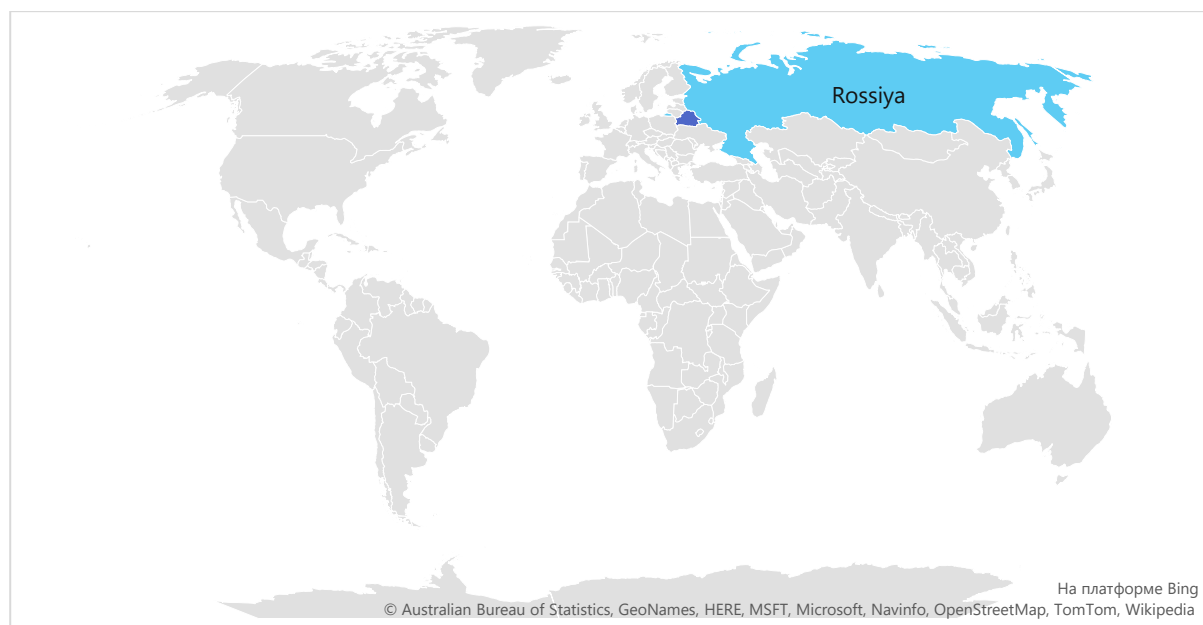 Rossiya
На платформе Bing
© Australian Bureau of Statistics, GeoNames, HERE, MSFT, Microsoft, Navinfo, OpenStreetMap, TomTom, Wikipedia